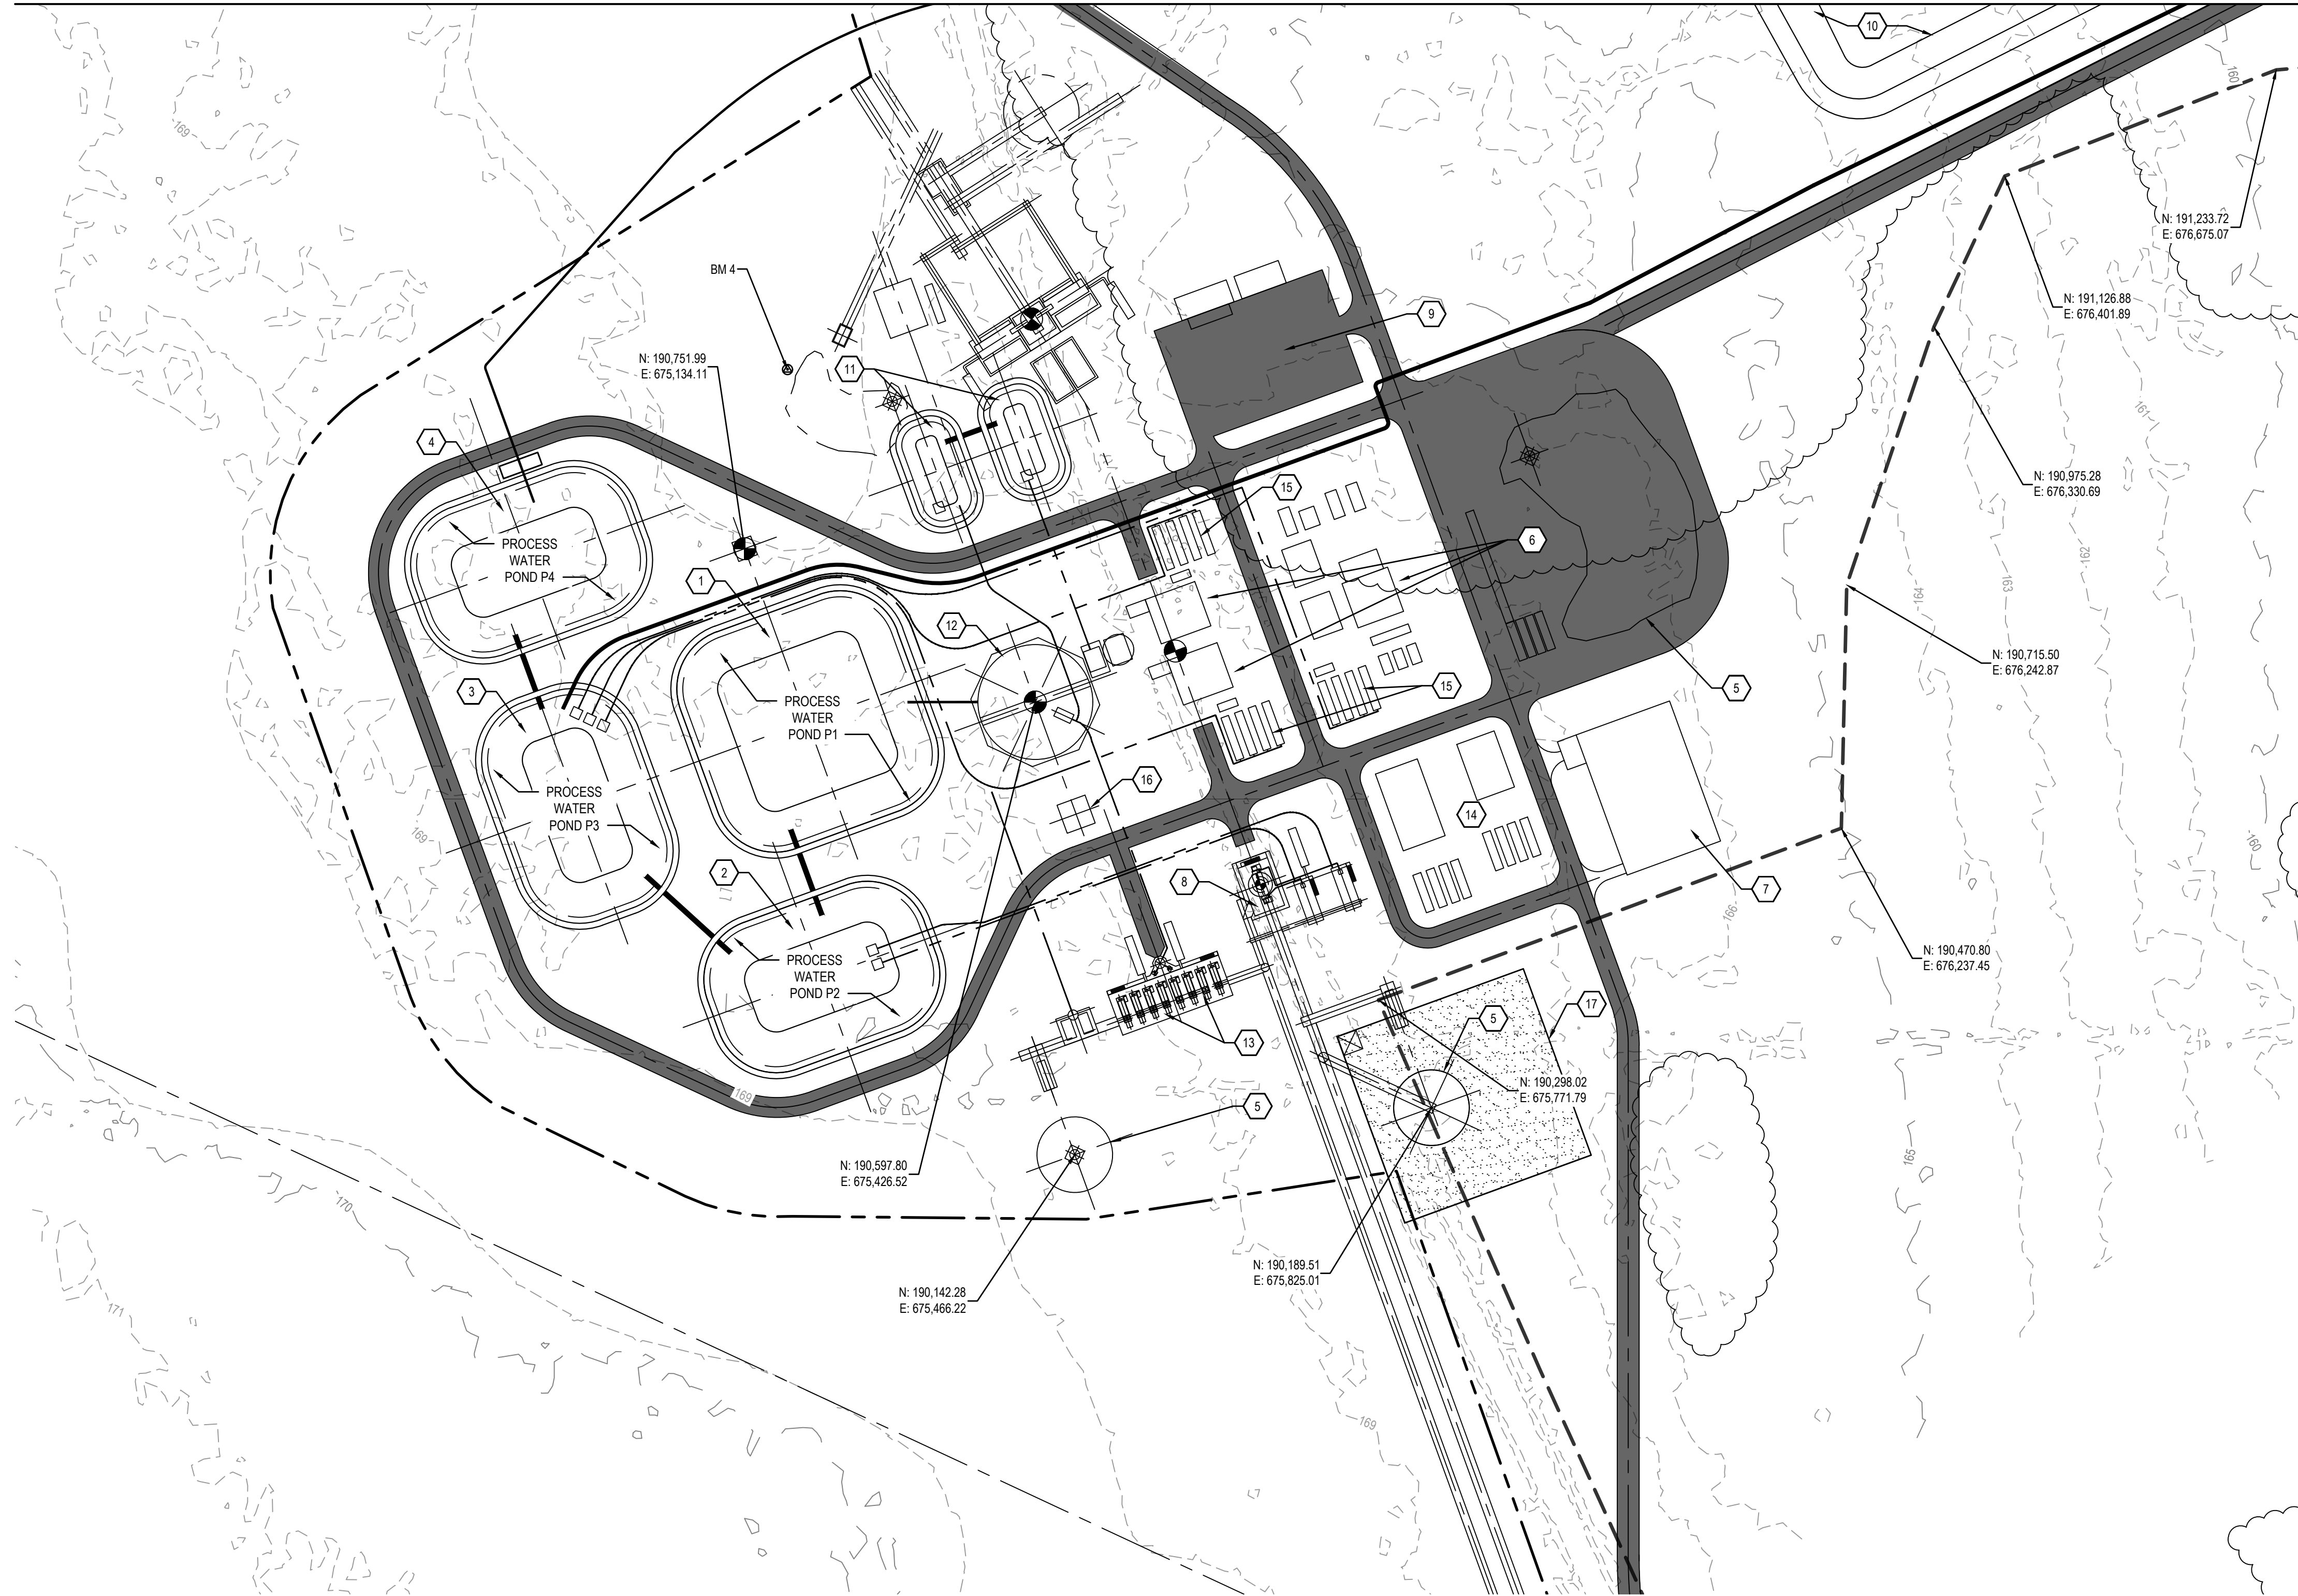 10
160
N: 191,233.72
E: 676,675.07
169
BM 4
N: 191,126.88
E: 676,401.89
9
N: 190,751.99
E: 675,134.11
11
161
4
N: 190,975.28
E: 676,330.69
15
PROCESS
WATER
POND P4
6
162
1
163
164
12
N: 190,715.50
E: 676,242.87
3
15
5
PROCESS
WATER
POND P1
16
PROCESS
WATER
POND P3
14
169
160
2
8
7
166
PROCESS
WATER
POND P2
N: 190,470.80
E: 676,237.45
17
5
13
N: 190,298.02
E: 675,771.79
169
5
165
N: 190,597.80
E: 675,426.52
170
N: 190,189.51
E: 675,825.01
N: 190,142.28
E: 675,466.22
171
169